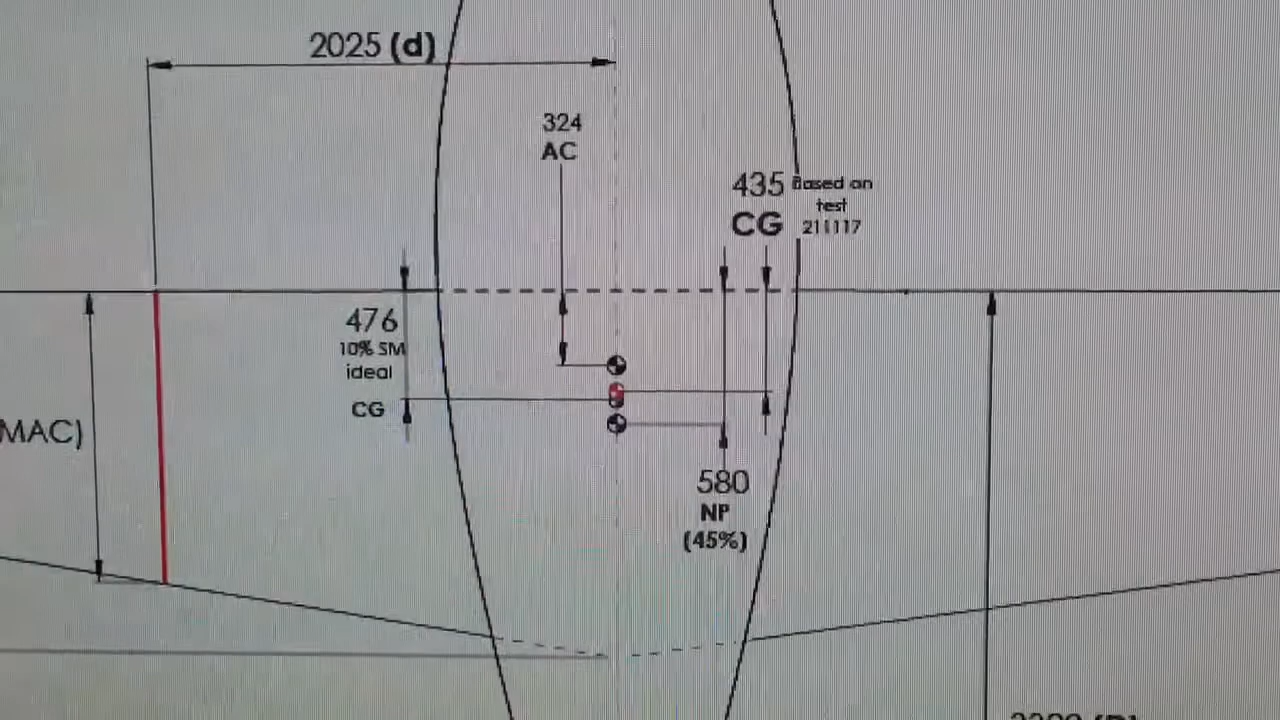 2025 (d)
324
AC
435 Based on
test
CG 211117
476
10% SM
ideal
CG
MAC)
580
NP
(45%)